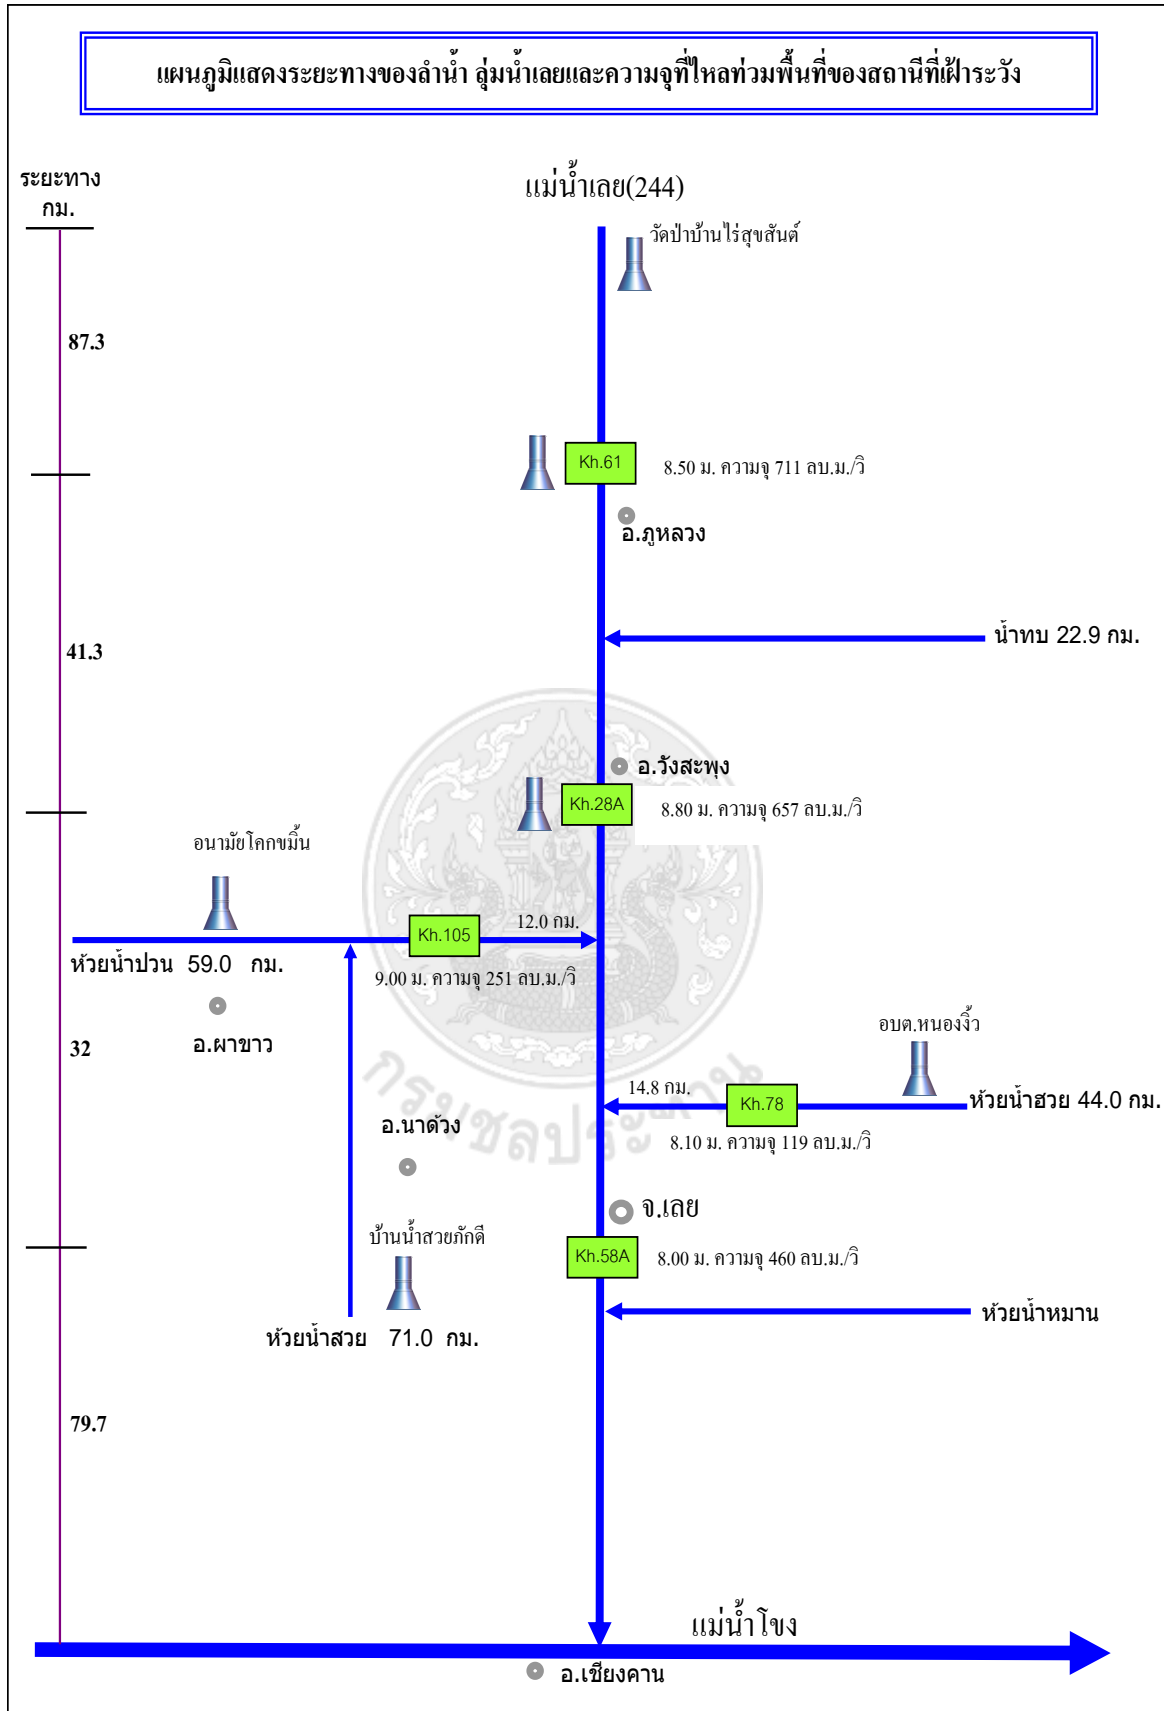 แผนภูมิแสดงระยะทางของลำน้ำ ลุ่มน้ำเลยและความจุที่ไหลท่วมพื้นที่ของสถานีที่เฝ้าระวัง
ระยะทาง
กม.
แม่น้ำเลย(244)
วัดป่าบ้านไร่สุขสันต์
87.3
Kh.61
8.50 ม. ความจุ 711 ลบ.ม./วิ
อ.ภูหลวง
น้ำทบ 22.9 กม.
41.3
อ.วังสะพุง
Kh.28A
8.80 ม. ความจุ 657 ลบ.ม./วิ
อนามัยโคกขมิ้น
Kh.105
12.0 กม.
ห้วยน้ำปวน 59.0 กม.
9.00 ม. ความจุ 251 ลบ.ม./วิ
อ.ผาขาว
32
อบต.หนองงิ้ว
14.8 กม.
Kh.78
ห้วยน้ำฮวย 44.0 กม.
8.10 ม. ความจุ 119 ลบ.ม./วิ
อ.นาด้วง
กรมชลประทาน
จ.เลย
บ้านน้ำสวยภักดี
Kh.58A
8.00 ม. ความจุ 460 ลบ.ม./วิ
ห้วยน้ำหมาน
ห้วยน้ำสวย 71.0 กม.
79.7
แม่น้ำโขง
อ.เชียงคาน